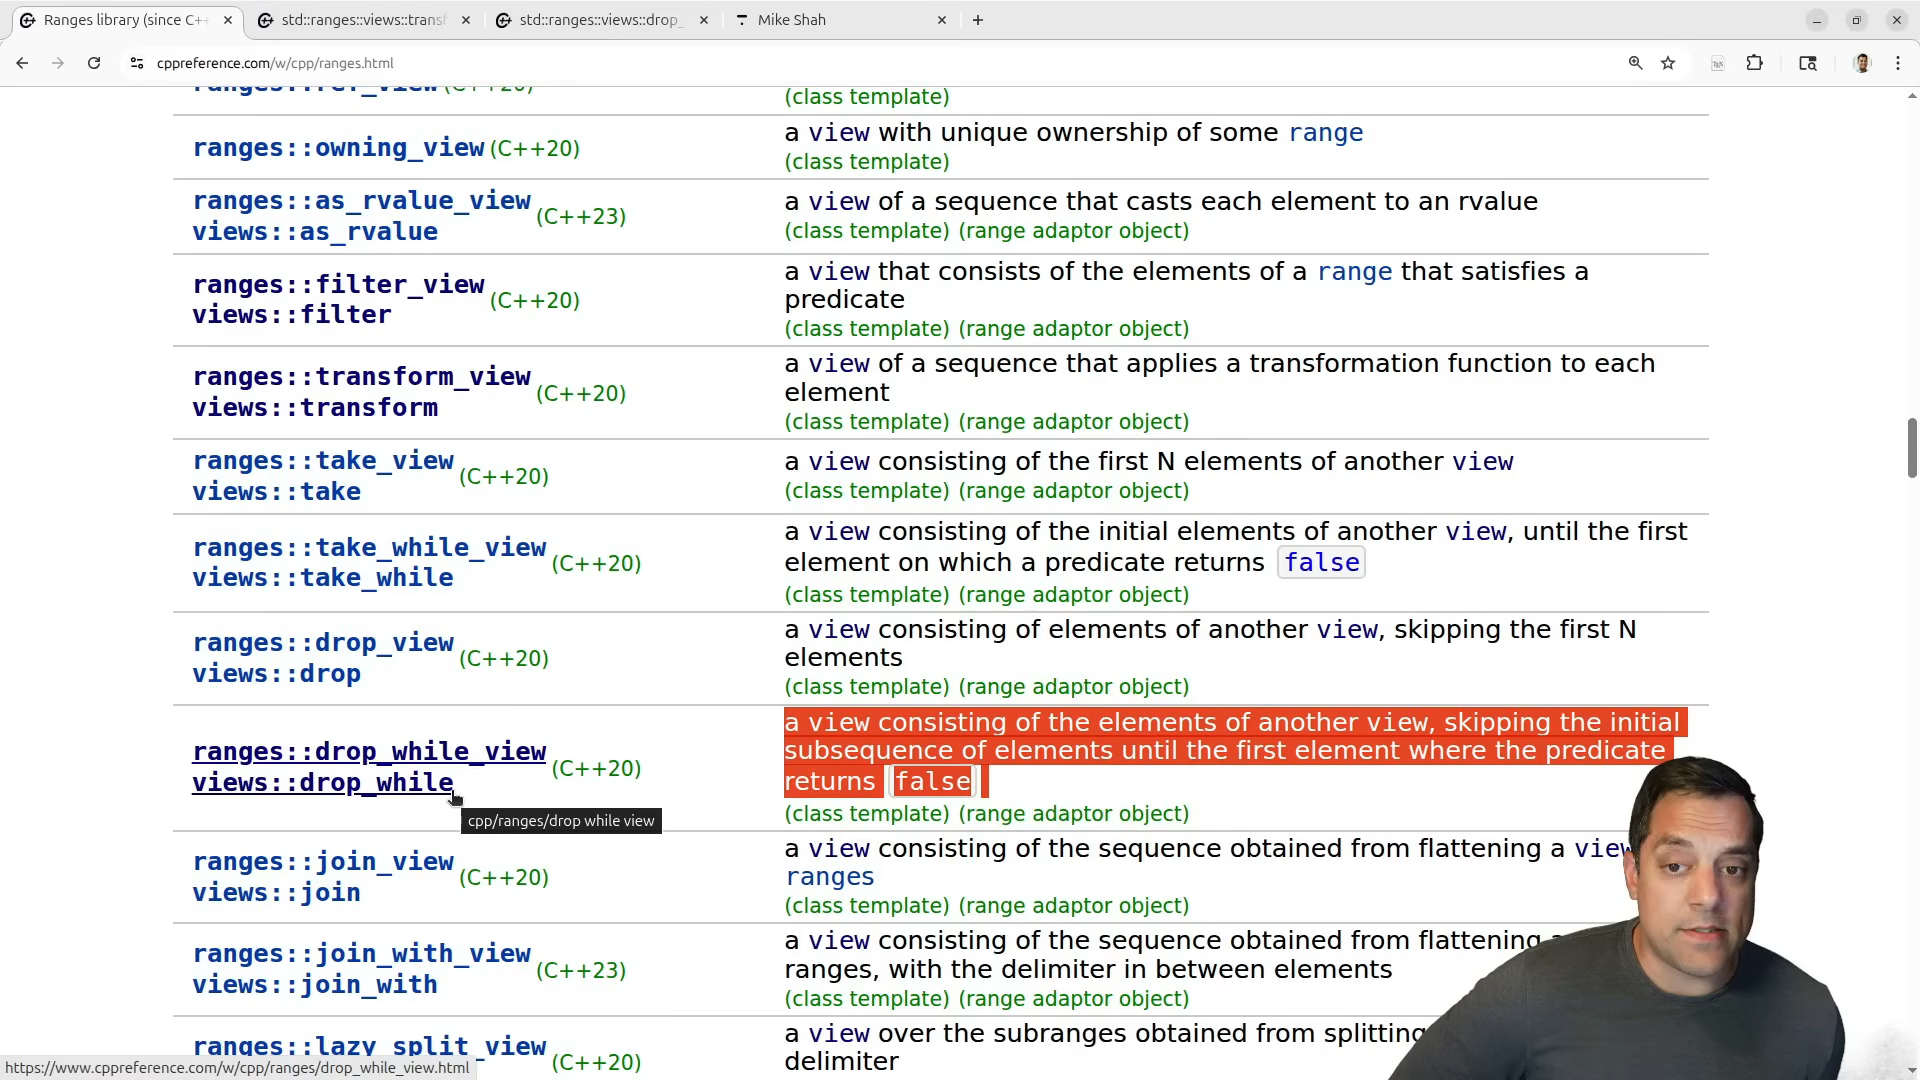 Ranges library (since C++
std::ranges::views::transf
std::ranges::views::drop_
Mike Shah
cppreference.com/w/cpp/ranges.html
ranges::ref_view (C++20)
(class template)
ranges::owning_view (C++20)
a view with unique ownership of some range
(class template)
ranges::as_rvalue_view
views::as_rvalue
(C++23)
a view of a sequence that casts each element to an rvalue
(class template) (range adaptor object)
ranges::filter_view
views::filter
(C++20)
a view that consists of the elements of a range that satisfies a
predicate
(class template) (range adaptor object)
ranges::transform_view
views::transform
(C++20)
a view of a sequence that applies a transformation function to each
element
(class template) (range adaptor object)
ranges::take_view
views::take
(C++20)
a view consisting of the first N elements of another view
(class template) (range adaptor object)
ranges::take_while_view
views::take_while
(C++20)
a view consisting of the initial elements of another view, until the first
element on which a predicate returns false
(class template) (range adaptor object)
ranges::drop_view
views::drop
(C++20)
a view consisting of elements of another view, skipping the first N
elements
(class template) (range adaptor object)
ranges::drop_while_view
views::drop_while
(C++20)
a view consisting of the elements of another view, skipping the initial
subsequence of elements until the first element where the predicate
returns false
(class template) (range adaptor object)
cpp/ranges/drop while view
ranges::join_view
views::join
(C++20)
a view consisting of the sequence obtained from flattening a view
ranges
(class template) (range adaptor object)
ranges::join_with_view
views::join_with
(C++23)
a view consisting of the sequence obtained from flattening
ranges, with the delimiter in between elements
(class template) (range adaptor object)
ranges::lazy_split_view
(C++20)
a view over the subranges obtained from splitting
delimiter
https://www.cppreference.com/w/cpp/ranges/drop_while_view.html